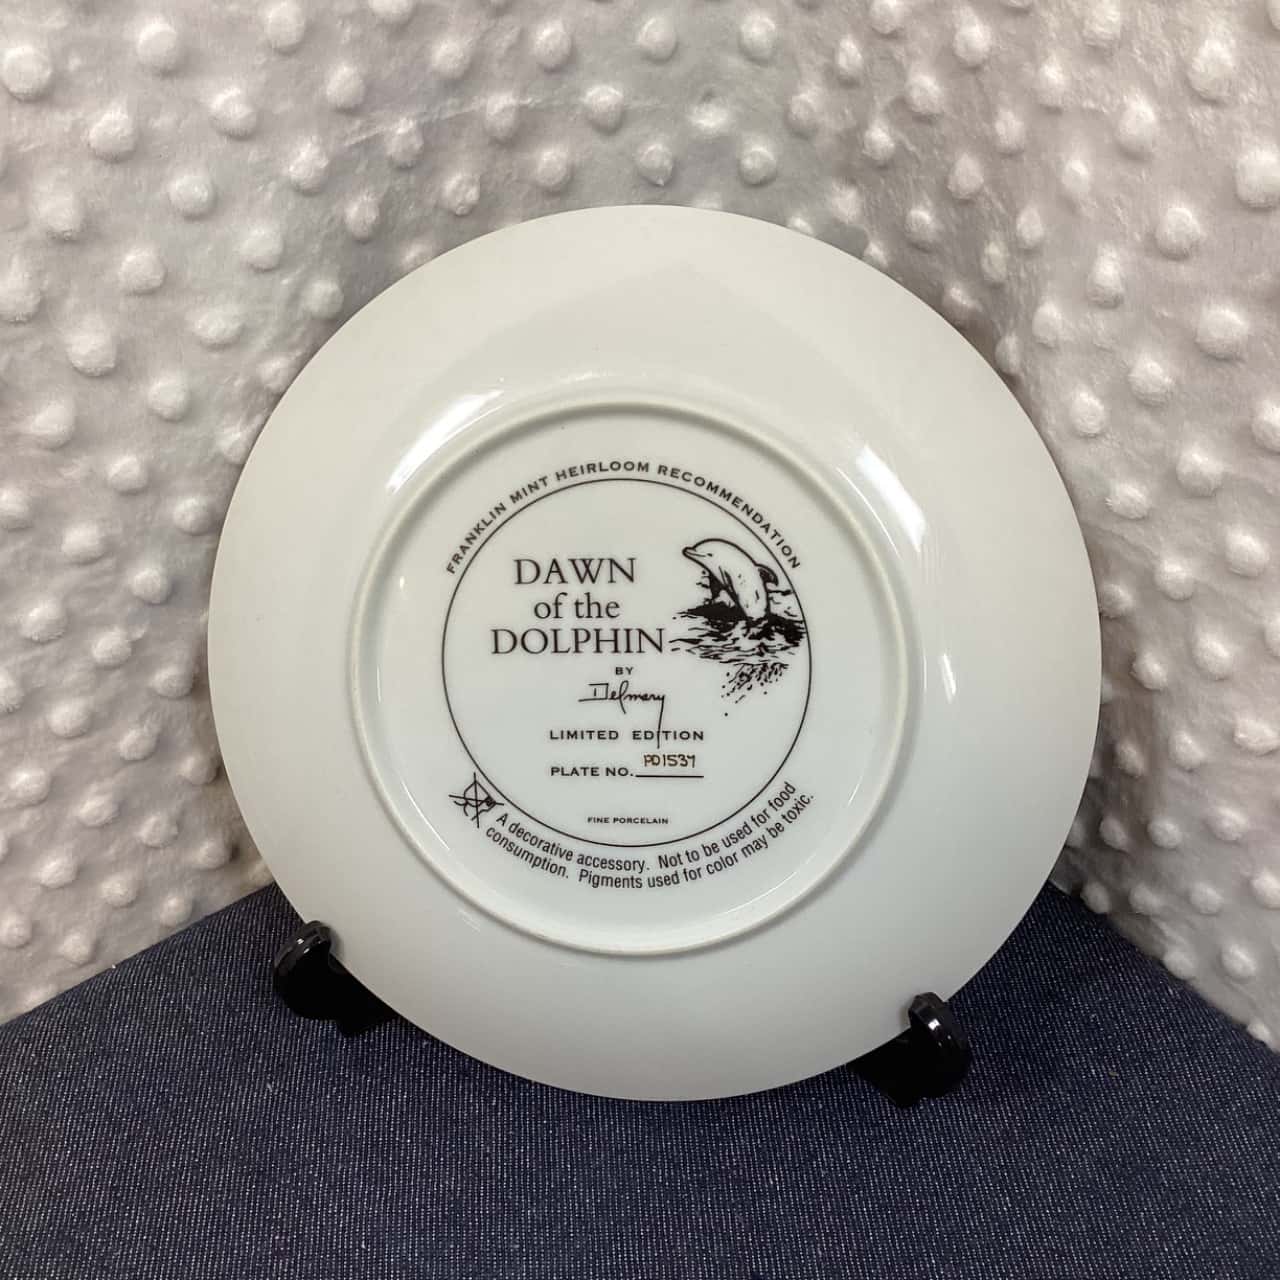 FRANKLIN MINT HEIRLOOM RECOMMENDATION
DAWN
of the
DOLPHIN
BY
Delmary
LIMITED EDITION
PLATE NO. PD1537
FINE PORCELAIN
A decorative accessory. Not to be used for food
consumption. Pigments used for color may be toxic.